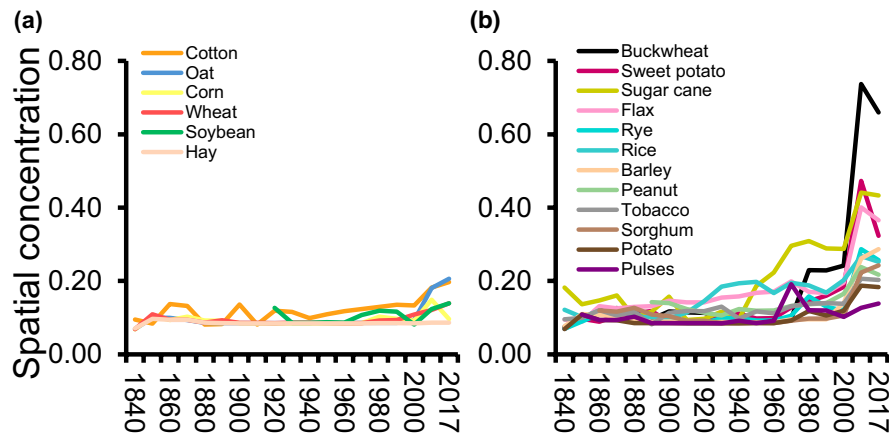 (a)
Spatial concentration
0.80
0.60
0.40
0.20
0.00
Cotton
Oat
Corn
Wheat
Soybean
Hay
1840
1860
1880
1900
1920
1940
1960
1980
2000
2017
(b)
0.80
0.60
0.40
0.20
0.00
Buckwheat
Sweet potato
Sugar cane
Flax
Rye
Rice
Barley
Peanut
Tobacco
Sorghum
Potato
Pulses
1840
1860
1880
1900
1920
1940
1960
1980
2000
2017